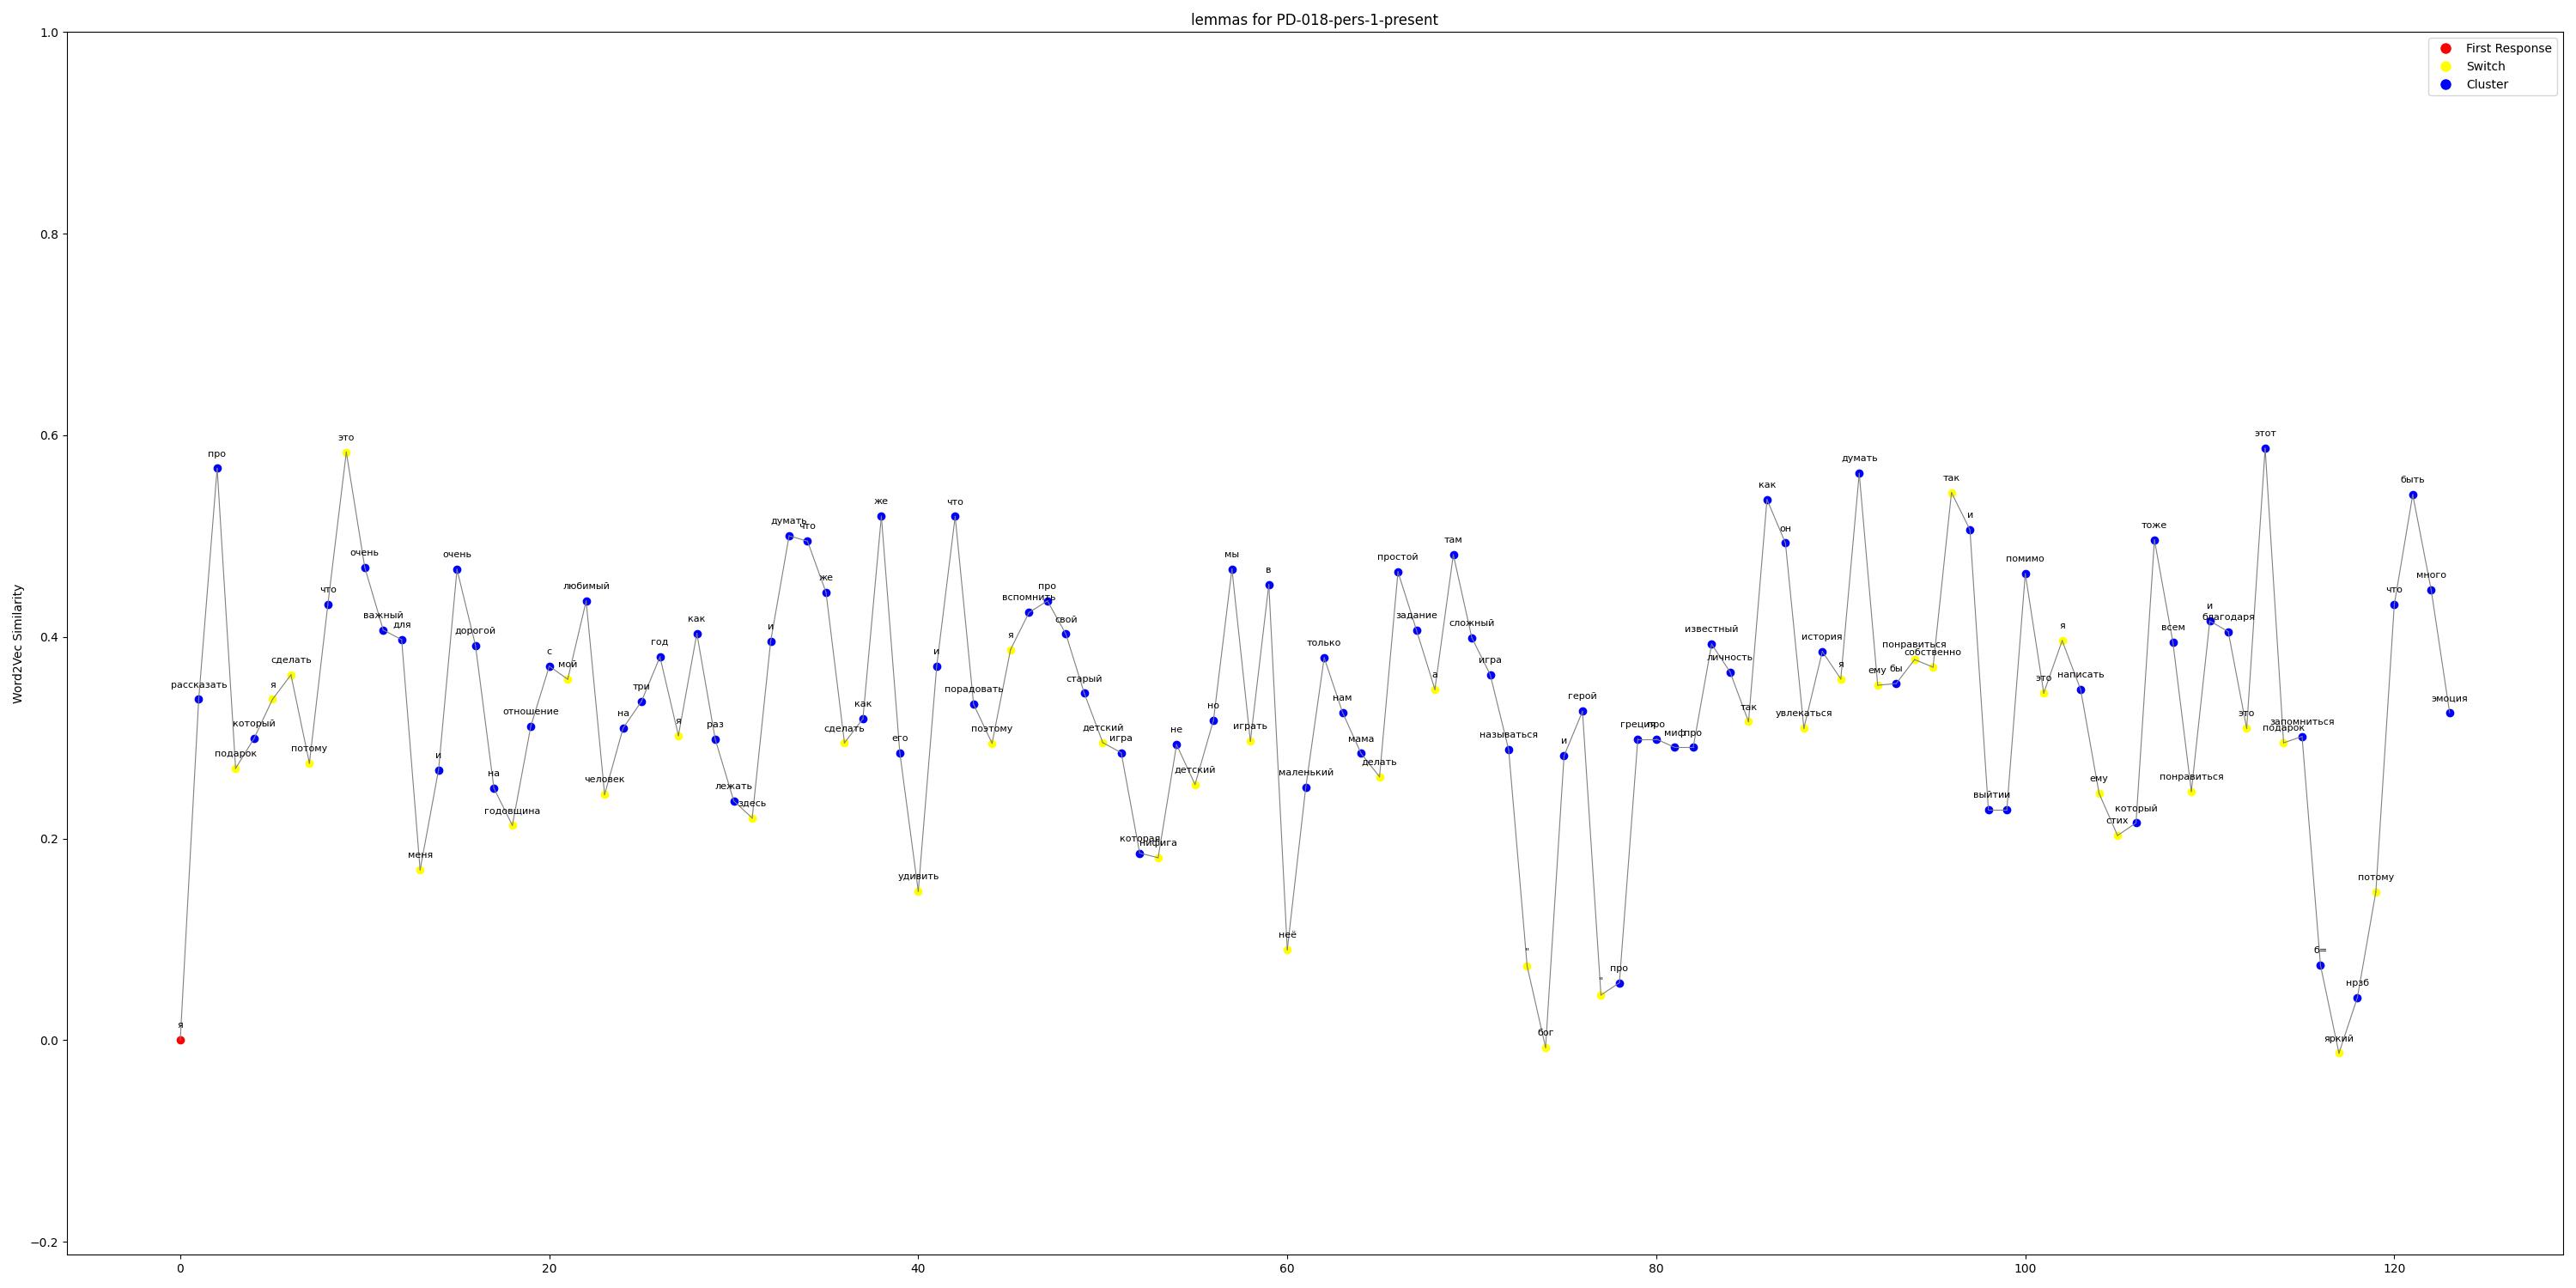 lemmas for PD-018-pers-1-present
First Response
Switch
Cluster
Word2Vec Similarity
1.0
0.8
0.6
0.4
0.2
0.0
−0.2
я
рассказать
про
подарок
который
я
сделать
потому
что
это
очень
важный
для
меня
и
очень
дорогой
на
годовщина
отношение
с
мой
любимый
человек
на
три
год
я
как
раз
лежать
здесь
и
думать
что
же
сделать
как
же
его
удивить
и
что
порадовать
поэтому
я
вспомнить
про
свой
старый
детский
игра
которая
нифига
не
детский
но
мы
играть
в
неё
маленький
только
нам
мама
делать
простой
задание
а
там
сложный
игра
называться
"
бог
и
герой
"
про
греция
про
миф
про
известный
личность
так
как
он
увлекаться
история
я
думать
ему
бы
понравиться
собственно
так
и
выйти
и
помимо
это
я
написать
ему
стих
который
тоже
всем
понравиться
и
благодаря
это
этот
подарок
запомниться
б=
яркий
нрзб
потому
что
быть
много
эмоция
0 20 40 60 80 100 120